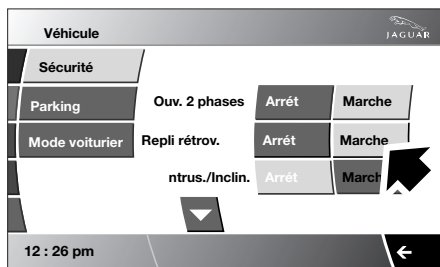 Véhicule
JAGUAR
Sécurité
Parking
Ouv. 2 phases Arrét Marche
Mode voiturier Repli rétrov. Arrét Marche
ntrus./Inclin. Arrét March
12 : 26 pm